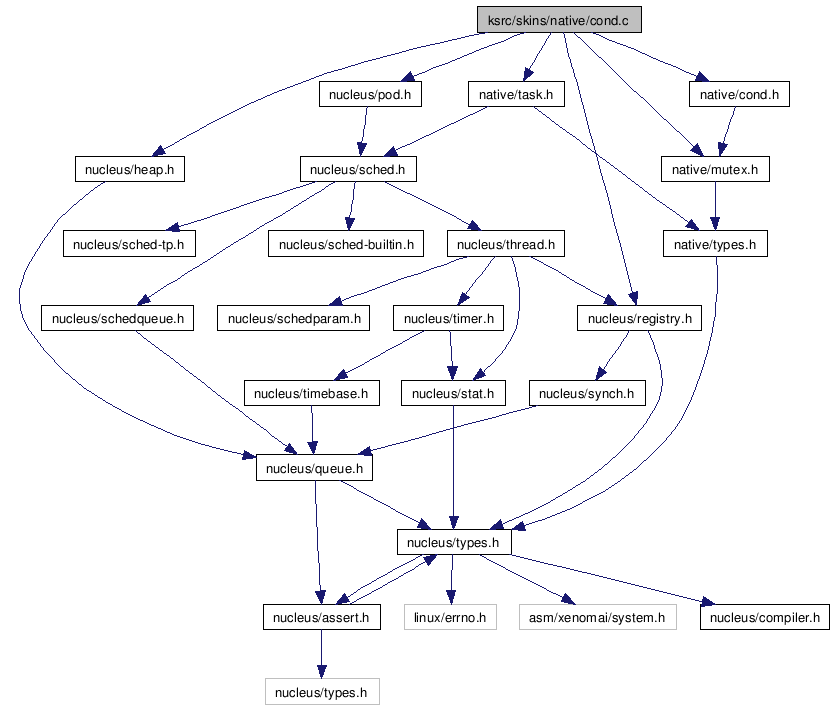 ksrc/skins/native/cond.c
nucleus/pod.h
native/task.h
native/cond.h
nucleus/heap.h
nucleus/sched.h
native/mutex.h
nucleus/sched-tp.h
nucleus/sched-builtin.h
nucleus/thread.h
native/types.h
nucleus/schedqueue.h
nucleus/schedparam.h
nucleus/timer.h
nucleus/registry.h
nucleus/timebase.h
nucleus/stat.h
nucleus/synch.h
nucleus/queue.h
nucleus/types.h
nucleus/assert.h
linux/errno.h
asm/xenomai/system.h
nucleus/compiler.h
nucleus/types.h